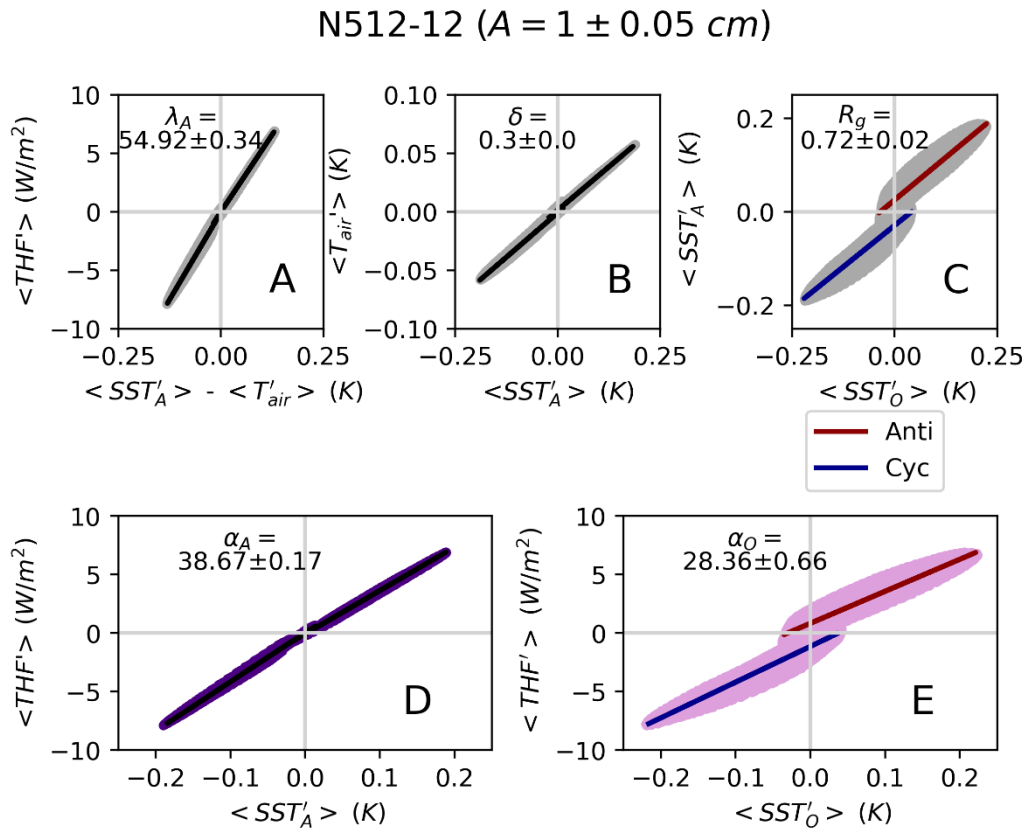 N512-12 (A = 1 ± 0.05 cm)
<THF'> (W/m²)
10
5
0
−5
−10
λ_A =
54.92±0.34
A
−0.25
0.00
0.25
<SST'_A> - <T'_air> (K)
<T_air'> (K)
0.10
0.05
0.00
−0.05
−0.10
δ =
0.3±0.0
B
−0.25
0.00
0.25
<SST'_A> (K)
<SST'_A> (K)
0.2
0.0
−0.2
R_g =
0.72±0.02
C
−0.25
0.00
0.25
<SST'_O> (K)
Anti
Cyc
<THF'> (W/m²)
10
5
0
−5
−10
α_A =
38.67±0.17
D
−0.2
−0.1
0.0
0.1
0.2
<SST'_A> (K)
<THF'> (W/m²)
10
5
0
−5
−10
α_O =
28.36±0.66
E
−0.2
−0.1
0.0
0.1
0.2
<SST'_O> (K)